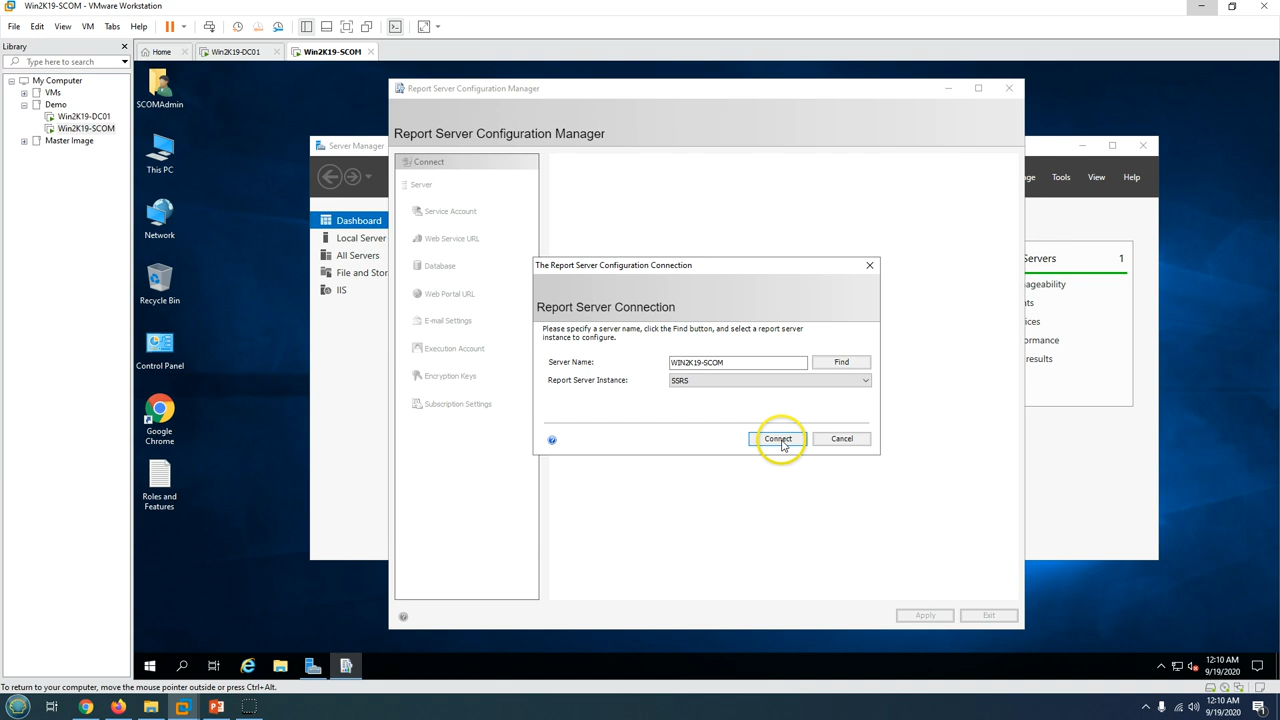 Win2K19-SCOM - VMware Workstation
File Edit View VM Tabs Help
Library
Type here to search
My Computer
VMs
Demo
Win2K19-DC01
Win2K19-SCOM
Master Image
Home Win2K19-DC01 Win2K19-SCOM
SCOMAdmin
This PC
Network
Recycle Bin
Control Panel
Google
Chrome
Roles and
Features
Server Manager
Dashboard
Local Server
All Servers
File and Stor
IIS
age Tools View Help
Servers 1
nageability
nts
ices
ormance
results
Report Server Configuration Manager
Report Server Configuration Manager
Connect
Server
Service Account
Web Service URL
Database
Web Portal URL
E-mail Settings
Execution Account
Encryption Keys
Subscription Settings
Apply Exit
The Report Server Configuration Connection
Report Server Connection
Please specify a server name, click the Find button, and select a report server
instance to configure.
Server Name: WIN2K19-SCOM Find
Report Server Instance: SSRS
Connect Cancel
12:10 AM
9/19/2020
To return to your computer, move the mouse pointer outside or press Ctrl+Alt.
12:10 AM
9/19/2020